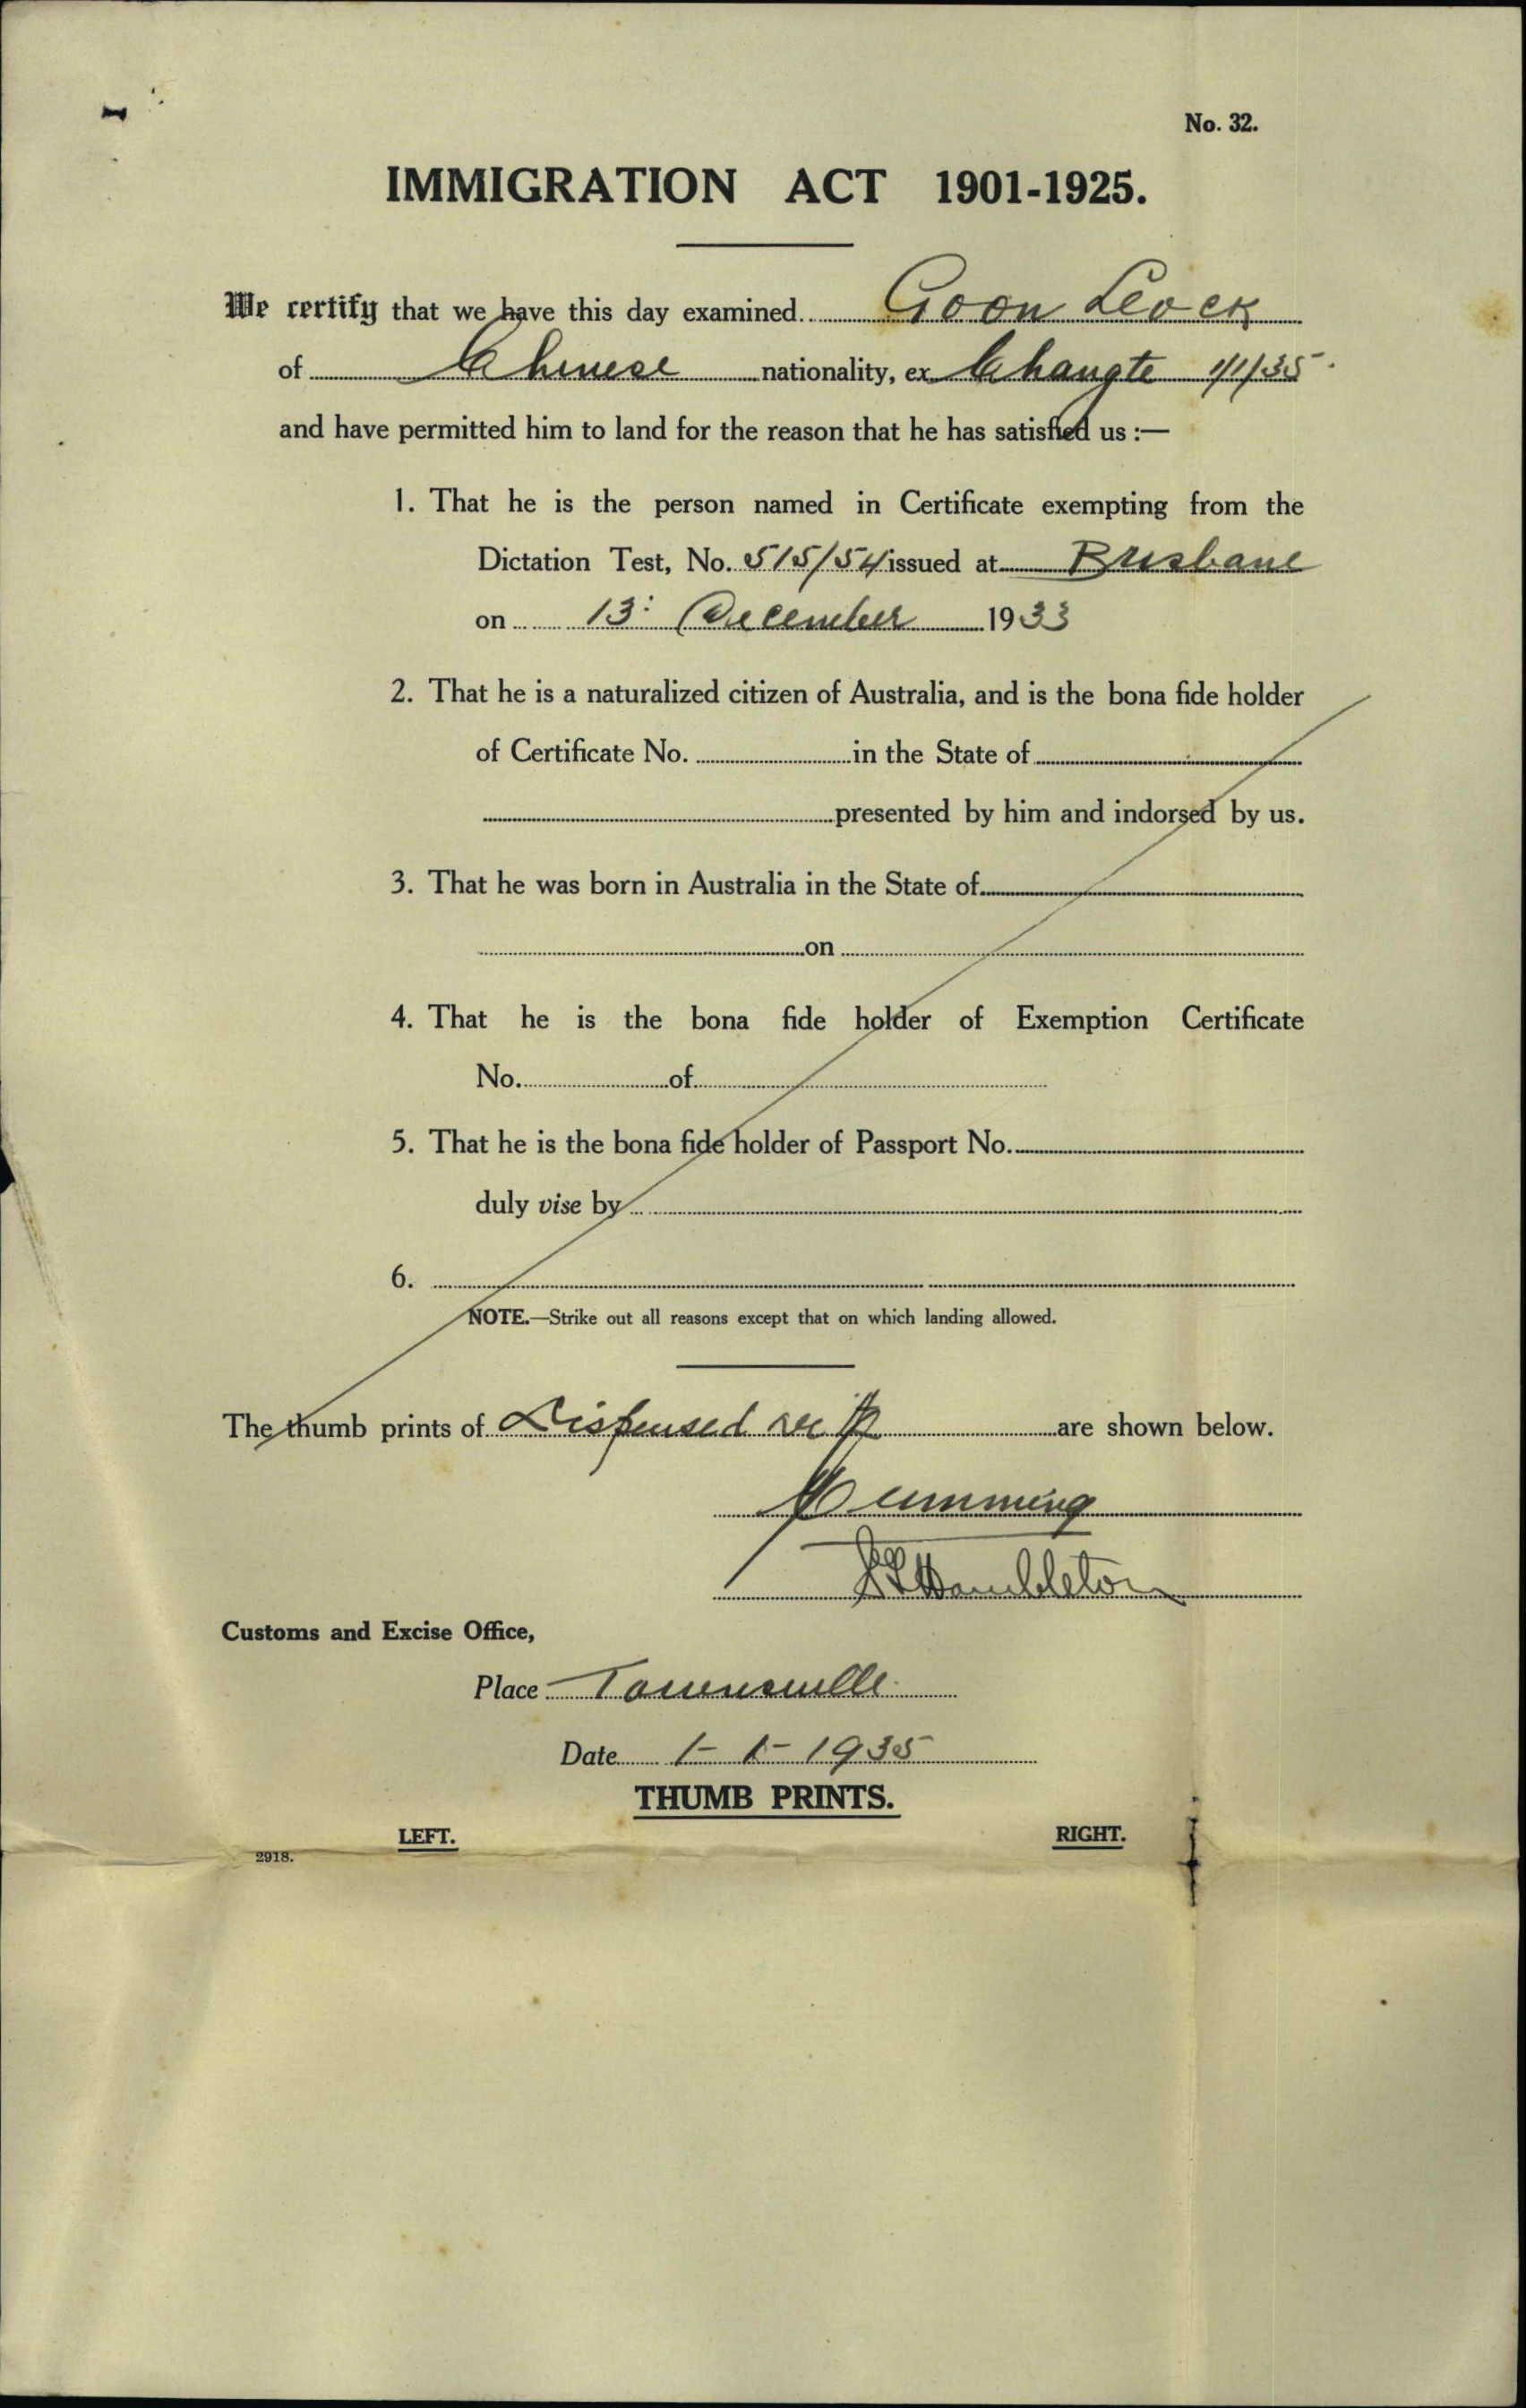 No. 32.
IMMIGRATION ACT 1901-1925.
We certify that we have this day examined Goon Leock
of Chinese nationality, ex Changte 1/1/35
and have permitted him to land for the reason that he has satisfied us :—
1. That he is the person named in Certificate exempting from the
Dictation Test, No. 515/54 issued at Brisbane
on 13: December 1933
2. That he is a naturalized citizen of Australia, and is the bona fide holder
of Certificate No. in the State of
presented by him and indorsed by us.
3. That he was born in Australia in the State of
on
4. That he is the bona fide holder of Exemption Certificate
No. of
5. That he is the bona fide holder of Passport No.
duly vise by
6.
NOTE.—Strike out all reasons except that on which landing allowed.
The thumb prints of Dispensed with are shown below.
Cumming
Hambleton
Customs and Excise Office,
Place Townsville
Date 1-1-1935
THUMB PRINTS.
LEFT. RIGHT.
2918.